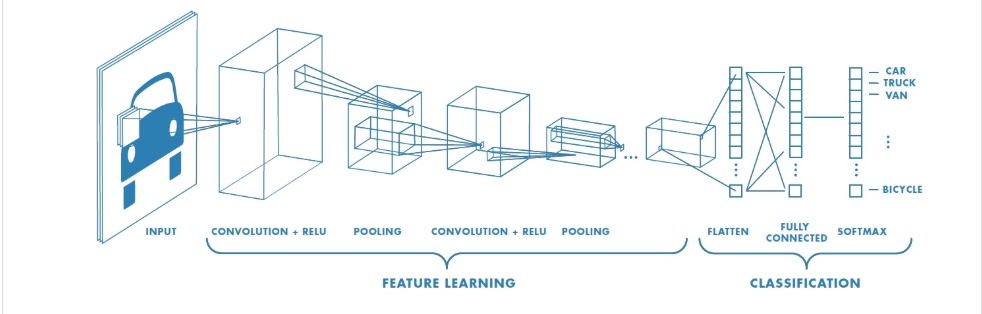 CAR
TRUCK
VAN
BICYCLE
INPUT
CONVOLUTION + RELU
POOLING
CONVOLUTION + RELU
POOLING
FLATTEN
FULLY
CONNECTED
SOFTMAX
FEATURE LEARNING
CLASSIFICATION